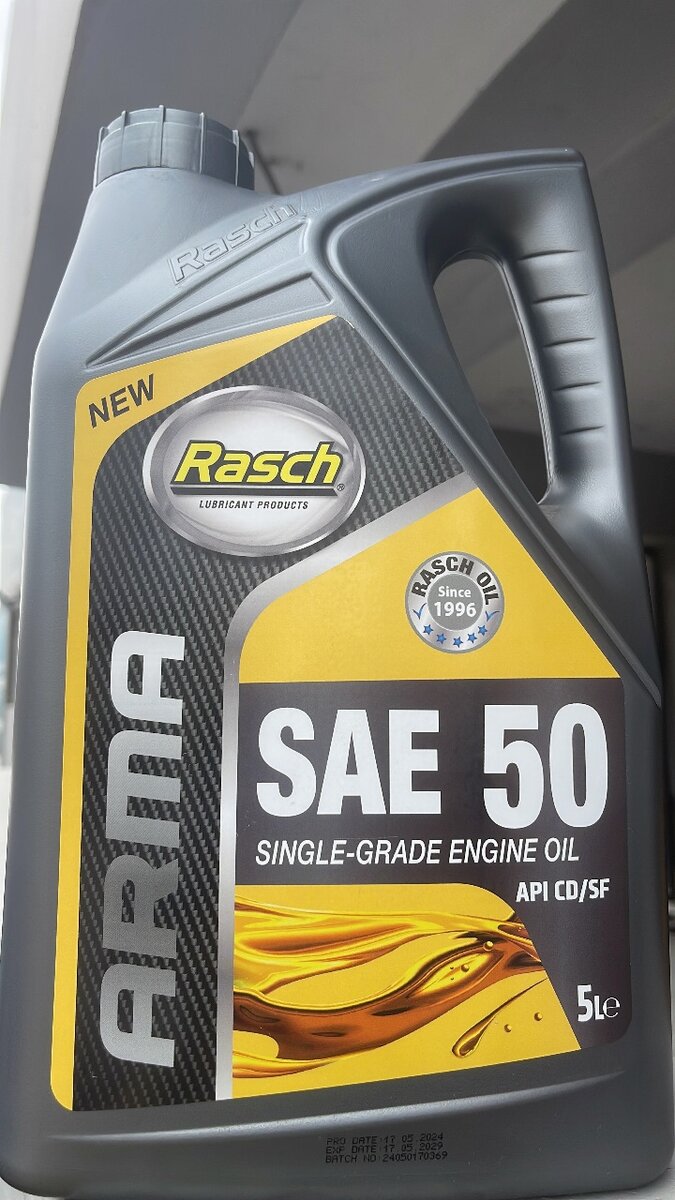 Rasch
NEW
Rasch®
LUBRICANT PRODUCTS
RASCH OIL
Since
1996
ARMA
SAE 50
SINGLE-GRADE ENGINE OIL
API CD/SF
5L℮
PRO DATE:17 05 2024
EXP DATE:17 05 2029
BATCH NO:24050170369